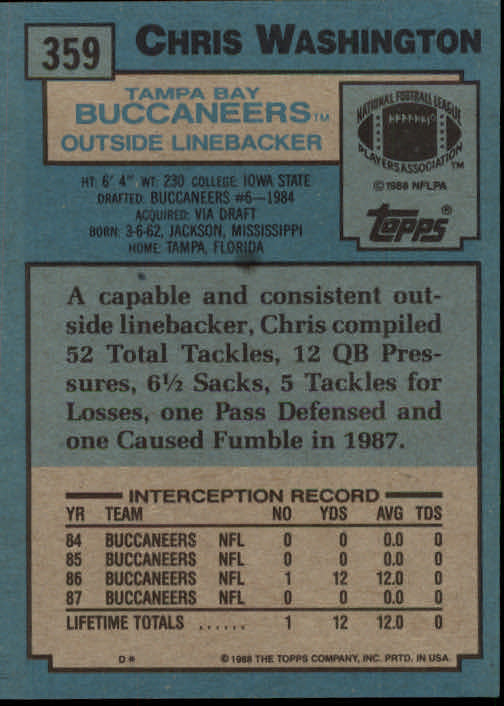 359
CHRIS WASHINGTON
TAMPA BAY
BUCCANEERS™
OUTSIDE LINEBACKER
HT: 6' 4" WT: 230 COLLEGE: IOWA STATE
DRAFTED: BUCCANEERS #6—1984
ACQUIRED: VIA DRAFT
BORN: 3-6-62, JACKSON, MISSISSIPPI
HOME: TAMPA, FLORIDA
NATIONAL FOOTBALL LEAGUE
PLAYERS ASSOCIATION™
© 1988 NFLPA
Topps®
A capable and consistent out-
side linebacker, Chris compiled
52 Total Tackles, 12 QB Pres-
sures, 6½ Sacks, 5 Tackles for
Losses, one Pass Defensed and
one Caused Fumble in 1987.
INTERCEPTION RECORD
YR TEAM NO YDS AVG TDS
84 BUCCANEERS NFL 0 0 0.0 0
85 BUCCANEERS NFL 0 0 0.0 0
86 BUCCANEERS NFL 1 12 12.0 0
87 BUCCANEERS NFL 0 0 0.0 0
LIFETIME TOTALS ...... 1 12 12.0 0
D* © 1988 THE TOPPS COMPANY, INC. PRTD. IN USA.